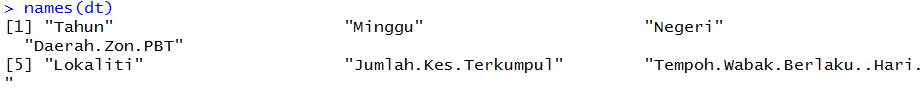 > names(dt)
[1] "Tahun" "Minggu" "Negeri"
"Daerah.Zon.PBT"
[5] "Lokaliti" "Jumlah.Kes.Terkumpul" "Tempoh.Wabak.Berlaku..Hari.
"